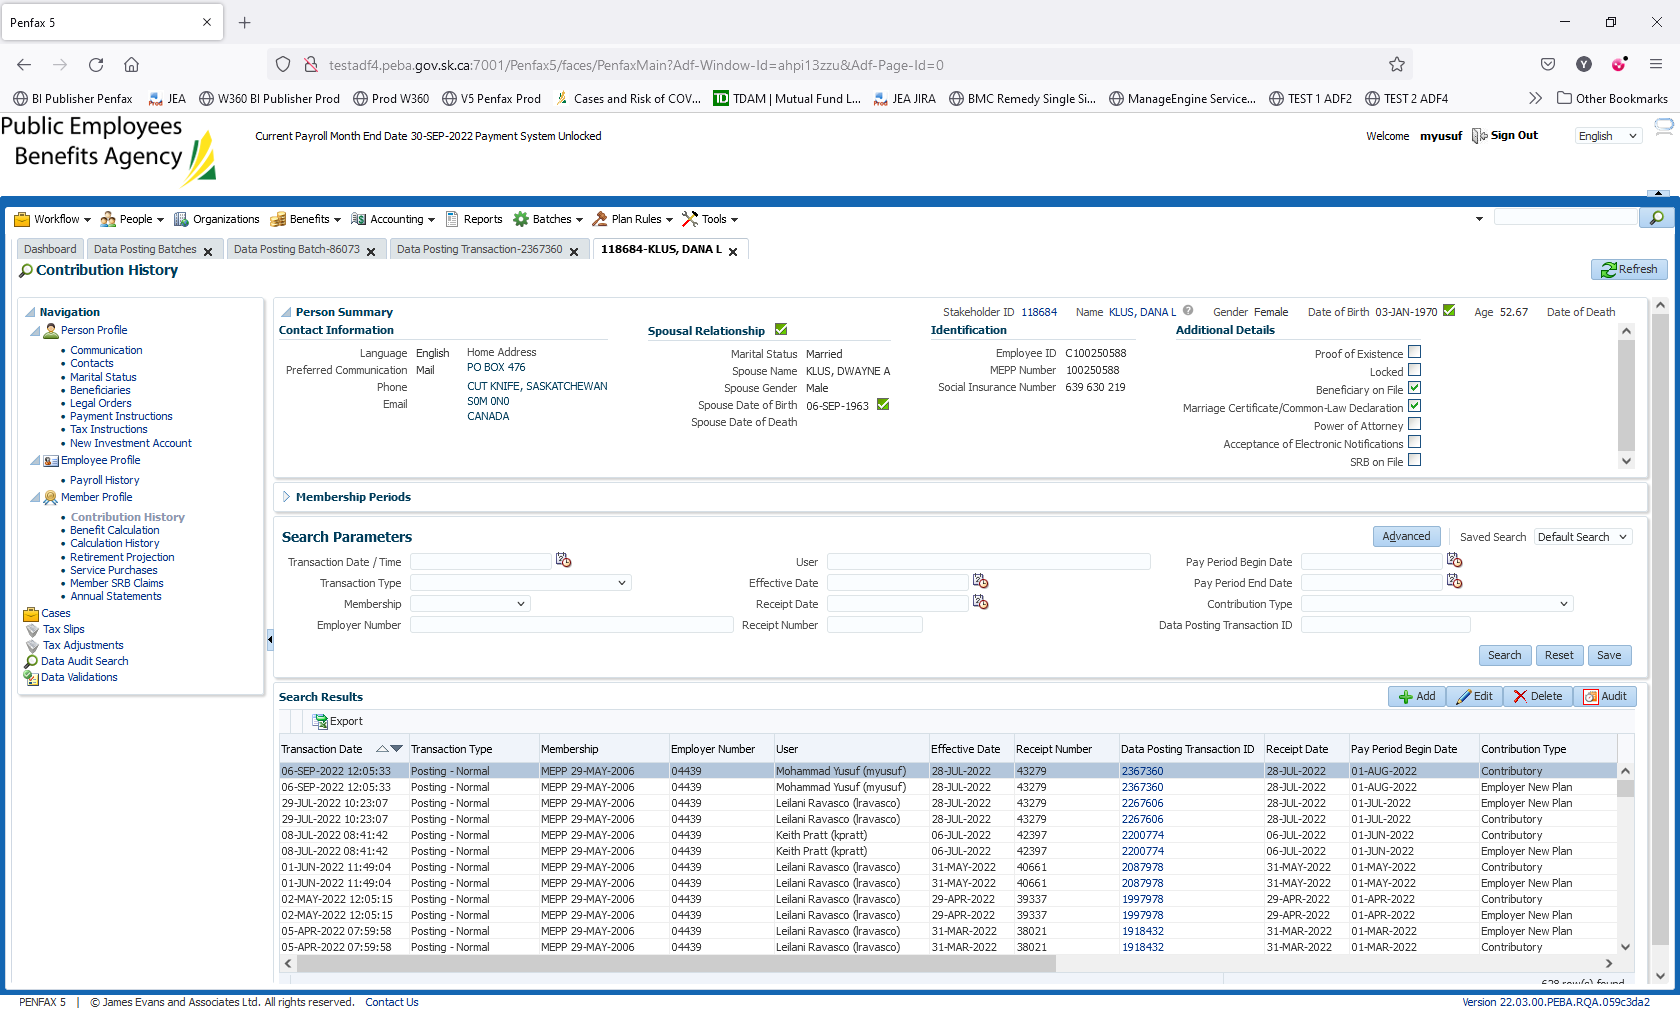 Penfax 5
testadf4.peba.gov.sk.ca:7001/Penfax5/faces/PenfaxMain?Adf-Window-Id=ahpi13zzu&Adf-Page-Id=0
Y
BI Publisher Penfax JEA W360 BI Publisher Prod Prod W360 V5 Penfax Prod Cases and Risk of COV... TDAM | Mutual Fund L... JEA JIRA BMC Remedy Single Si... ManageEngine Service... TEST 1 ADF2 TEST 2 ADF4 Other Bookmarks
Public Employees
Benefits Agency
Current Payroll Month End Date 30-SEP-2022 Payment System Unlocked
Welcome myusuf Sign Out English
Workflow People Organizations Benefits Accounting Reports Batches Plan Rules Tools
Dashboard Data Posting Batches Data Posting Batch-86073 Data Posting Transaction-2367360 118684-KLUS, DANA L
Contribution History
Refresh
Navigation
Person Profile
Communication
Contacts
Marital Status
Beneficiaries
Legal Orders
Payment Instructions
Tax Instructions
New Investment Account
Employee Profile
Payroll History
Member Profile
Contribution History
Benefit Calculation
Calculation History
Retirement Projection
Service Purchases
Member SRB Claims
Annual Statements
Cases
Tax Slips
Tax Adjustments
Data Audit Search
Data Validations
Person Summary
Stakeholder ID 118684 Name KLUS, DANA L Gender Female Date of Birth 03-JAN-1970 Age 52.67 Date of Death
Contact Information
Language English
Preferred Communication Mail
Phone
Email
Home Address
PO BOX 476
CUT KNIFE, SASKATCHEWAN
S0M 0N0
CANADA
Spousal Relationship
Marital Status Married
Spouse Name KLUS, DWAYNE A
Spouse Gender Male
Spouse Date of Birth 06-SEP-1963
Spouse Date of Death
Identification
Employee ID C100250588
MEPP Number 100250588
Social Insurance Number 639 630 219
Additional Details
Proof of Existence
Locked
Beneficiary on File
Marriage Certificate/Common-Law Declaration
Power of Attorney
Acceptance of Electronic Notifications
SRB on File
Membership Periods
Search Parameters
Advanced Saved Search Default Search
Transaction Date / Time User Pay Period Begin Date
Transaction Type Effective Date Pay Period End Date
Membership Receipt Date Contribution Type
Employer Number Receipt Number Data Posting Transaction ID
Search Reset Save
Search Results
Add Edit Delete Audit
Export
Transaction Date Transaction Type Membership Employer Number User Effective Date Receipt Number Data Posting Transaction ID Receipt Date Pay Period Begin Date Contribution Type
06-SEP-2022 12:05:33 Posting - Normal MEPP 29-MAY-2006 04439 Mohammad Yusuf (myusuf) 28-JUL-2022 43279 2367360 28-JUL-2022 01-AUG-2022 Contributory
06-SEP-2022 12:05:33 Posting - Normal MEPP 29-MAY-2006 04439 Mohammad Yusuf (myusuf) 28-JUL-2022 43279 2367360 28-JUL-2022 01-AUG-2022 Employer New Plan
29-JUL-2022 10:23:07 Posting - Normal MEPP 29-MAY-2006 04439 Leilani Ravasco (lravasco) 28-JUL-2022 43279 2267606 28-JUL-2022 01-JUL-2022 Employer New Plan
29-JUL-2022 10:23:07 Posting - Normal MEPP 29-MAY-2006 04439 Leilani Ravasco (lravasco) 28-JUL-2022 43279 2267606 28-JUL-2022 01-JUL-2022 Contributory
08-JUL-2022 08:41:42 Posting - Normal MEPP 29-MAY-2006 04439 Keith Pratt (kpratt) 06-JUL-2022 42397 2200774 06-JUL-2022 01-JUN-2022 Contributory
08-JUL-2022 08:41:42 Posting - Normal MEPP 29-MAY-2006 04439 Keith Pratt (kpratt) 06-JUL-2022 42397 2200774 06-JUL-2022 01-JUN-2022 Employer New Plan
01-JUN-2022 11:49:04 Posting - Normal MEPP 29-MAY-2006 04439 Leilani Ravasco (lravasco) 31-MAY-2022 40661 2087978 31-MAY-2022 01-MAY-2022 Contributory
01-JUN-2022 11:49:04 Posting - Normal MEPP 29-MAY-2006 04439 Leilani Ravasco (lravasco) 31-MAY-2022 40661 2087978 31-MAY-2022 01-MAY-2022 Employer New Plan
02-MAY-2022 12:05:15 Posting - Normal MEPP 29-MAY-2006 04439 Leilani Ravasco (lravasco) 29-APR-2022 39337 1997978 29-APR-2022 01-APR-2022 Contributory
02-MAY-2022 12:05:15 Posting - Normal MEPP 29-MAY-2006 04439 Leilani Ravasco (lravasco) 29-APR-2022 39337 1997978 29-APR-2022 01-APR-2022 Employer New Plan
05-APR-2022 07:59:58 Posting - Normal MEPP 29-MAY-2006 04439 Leilani Ravasco (lravasco) 31-MAR-2022 38021 1918432 31-MAR-2022 01-MAR-2022 Employer New Plan
05-APR-2022 07:59:58 Posting - Normal MEPP 29-MAY-2006 04439 Leilani Ravasco (lravasco) 31-MAR-2022 38021 1918432 31-MAR-2022 01-MAR-2022 Contributory
628 row(s) found
PENFAX 5 | © James Evans and Associates Ltd. All rights reserved. Contact Us
Version 22.03.00.PEBA.RQA.059c3da2